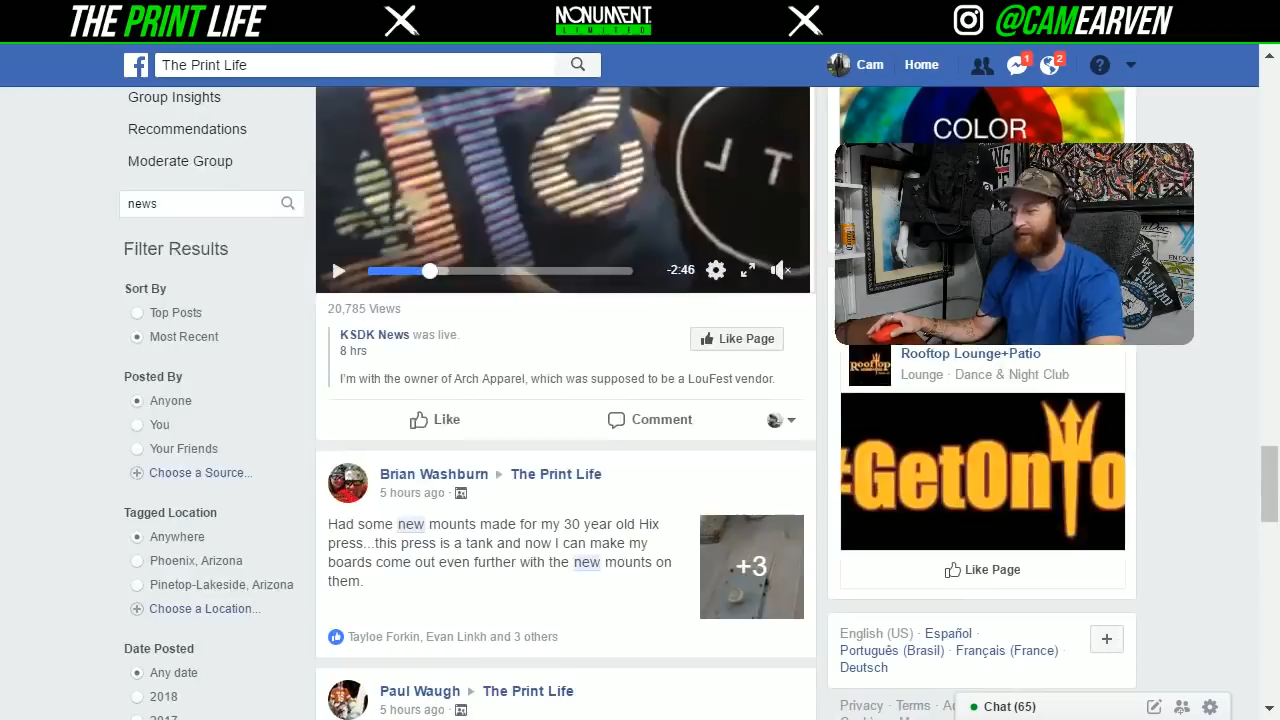 THE PRINT LIFE
MONUMENT
LIMITED
@CAMEARVEN
The Print Life
Cam
Home
1
2
Group Insights
Recommendations
Moderate Group
news
Filter Results
Sort By
Top Posts
Most Recent
Posted By
Anyone
You
Your Friends
Choose a Source...
Tagged Location
Anywhere
Phoenix, Arizona
Pinetop-Lakeside, Arizona
Choose a Location...
Date Posted
Any date
2018
2017
-2:46
20,785 Views
KSDK News was live.
8 hrs
Like Page
I'm with the owner of Arch Apparel, which was supposed to be a LouFest vendor.
Like
Comment
Brian Washburn
The Print Life
5 hours ago
Had some new mounts made for my 30 year old Hix
press...this press is a tank and now I can make my
boards come out even further with the new mounts on
them.
+3
Tayloe Forkin, Evan Linkh and 3 others
Paul Waugh
The Print Life
5 hours ago
COLOR
Rooftop Lounge+Patio
Lounge · Dance & Night Club
#GetOnTo
Like Page
English (US) · Español ·
Português (Brasil) · Français (France) ·
Deutsch
Privacy · Terms ·
Chat (65)